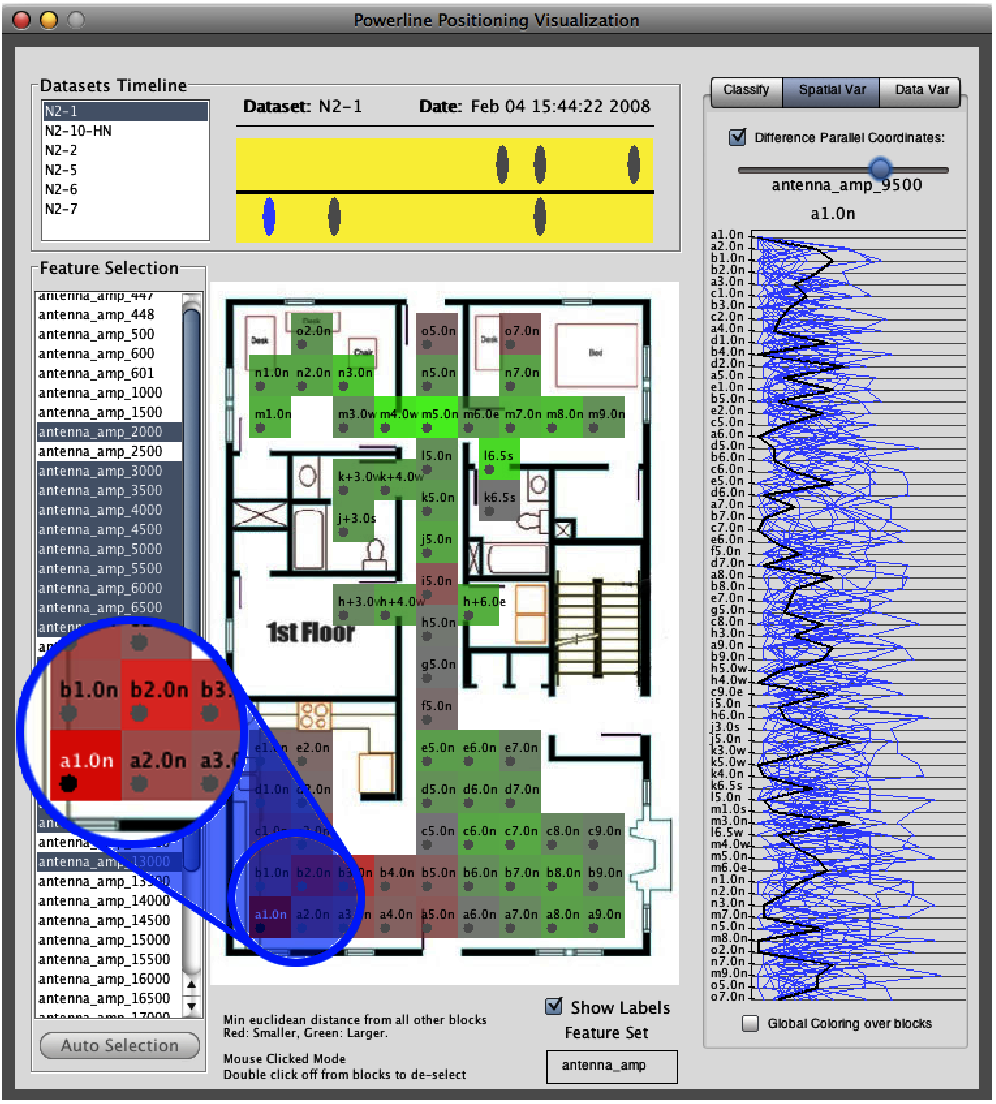 Powerline Positioning Visualization
Datasets Timeline
N2-1
N2-10-HN
N2-2
N2-5
N2-6
N2-7
Dataset: N2-1 Date: Feb 04 15:44:22 2008
Classify Spatial Var Data Var
Difference Parallel Coordinates:
antenna_amp_9500
a1.0n
Feature Selection
antenna_amp_447
antenna_amp_448
antenna_amp_500
antenna_amp_600
antenna_amp_601
antenna_amp_1000
antenna_amp_1500
antenna_amp_2000
antenna_amp_2500
antenna_amp_3000
antenna_amp_3500
antenna_amp_4000
antenna_amp_4500
antenna_amp_5000
antenna_amp_5500
antenna_amp_6000
antenna_amp_6500
b1.0n b2.0n b3.
a1.0n a2.0n a3.0
antenna_amp_13000
antenna_amp_14000
antenna_amp_14500
antenna_amp_15000
antenna_amp_15500
antenna_amp_16000
antenna_amp_16500
antenna_amp_17000
Auto Selection
Desk Desk
Chair Bed
o2.0n o5.0n o7.0n
n1.0n n2.0n n3.0n n5.0n n7.0n
m1.0n m3.0w m4.0w m5.0n m6.0e m7.0n m8.0n m9.0n
l5.0n l6.5s
k+3.0w k+4.0w k5.0n k6.5s
j+3.0s j5.0n
i5.0n
h+3.0w h+4.0w h+6.0e
1st Floor h5.0n
g5.0n
f5.0n
e1.0n e2.0n e5.0n e6.0n e7.0n
d1.0n d2.0n d5.0n d6.0n d7.0n
c1.0n c2.0n c5.0n c6.0n c7.0n c8.0n c9.0n
b1.0n b2.0n b3.0n b4.0n b5.0n b6.0n b7.0n b8.0n b9.0n
a1.0n a2.0n a3.0n a4.0n a5.0n a6.0n a7.0n a8.0n a9.0n
Min euclidean distance from all other blocks
Red: Smaller, Green: Larger.
Mouse Clicked Mode
Double click off from blocks to de-select
Show Labels
Feature Set
antenna_amp
a1.0n
a2.0n
b1.0n
b2.0n
a3.0n
c1.0n
b3.0n
c2.0n
a4.0n
d1.0n
b4.0n
d2.0n
a5.0n
e1.0n
b5.0n
e2.0n
c5.0n
a6.0n
d5.0n
b6.0n
c6.0n
e5.0n
d6.0n
a7.0n
b7.0n
c7.0n
e6.0n
f5.0n
d7.0n
a8.0n
b8.0n
e7.0n
g5.0n
c8.0n
h3.0n
a9.0n
b9.0n
h4.0w
c9.0e
i5.0n
h6.0n
j3.0s
j5.0n
k3.0w
k5.0w
k4.0n
k6.5s
l5.0n
m1.0s
m3.0n
l6.5w
m4.0w
m5.0n
m6.0e
n1.0n
n2.0n
n3.0n
m7.0n
n5.0n
m8.0n
o2.0n
n7.0n
m9.0n
o5.0n
o7.0n
Global Coloring over blocks